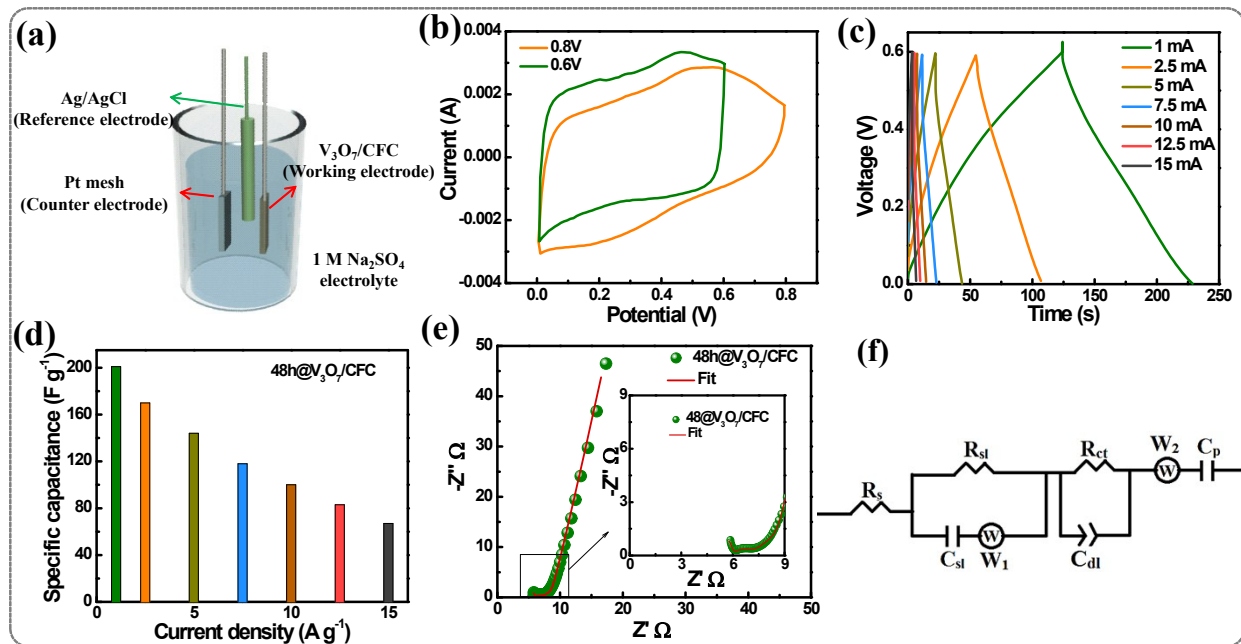 (a)
Ag/AgCl
(Reference electrode)
V₃O₇/CFC
(Working electrode)
Pt mesh
(Counter electrode)
1 M Na₂SO₄
electrolyte
(b)
0.8V
0.6V
Current (A)
0.004
0.002
0.000
-0.002
-0.004
0.0 0.2 0.4 0.6 0.8 1.0
Potential (V)
(c)
1 mA
2.5 mA
5 mA
7.5 mA
10 mA
12.5 mA
15 mA
Voltage (V)
0.6
0.4
0.2
0.0
0 50 100 150 200 250
Time (s)
(d)
48h@V₃O₇/CFC
Specific capacitance (F g⁻¹)
200
160
120
80
40
0
0 5 10 15
Current density (A g⁻¹)
(e)
48h@V₃O₇/CFC
Fit
-Z'' Ω
50
40
30
20
10
0
0 10 20 30 40 50
Z' Ω
48@V₃O₇/CFC
Fit
-Z'' Ω
9
6
3
0
0 3 6 9
Z' Ω
(f)
Rs
Rsl
Csl
W
W₁
Rct
Cdl
W₂
W
Cp